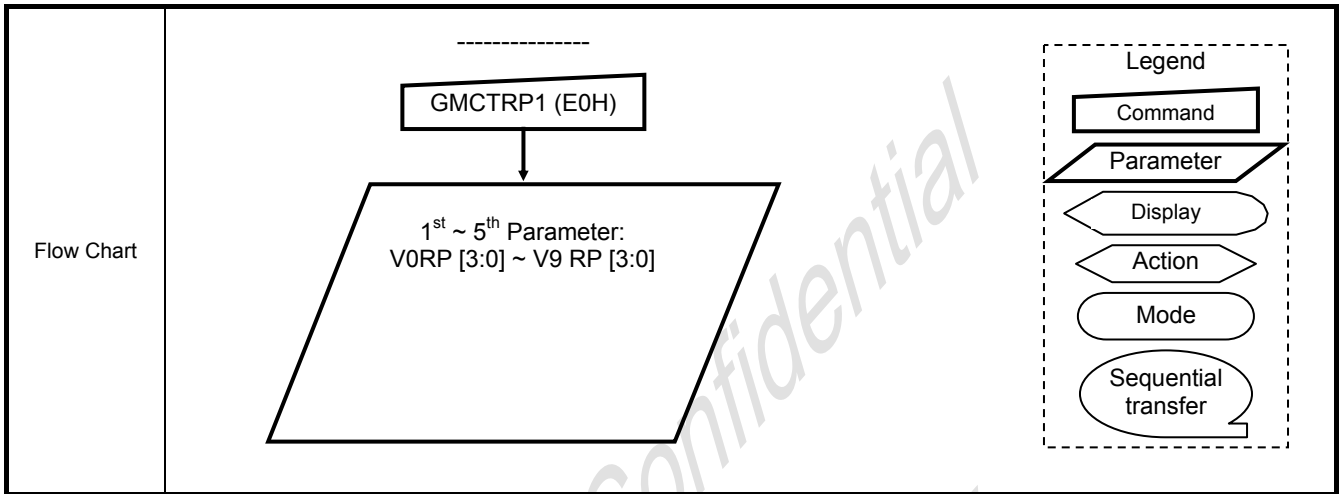 Flow Chart
---------------
GMCTRP1 (E0H)
1st ~ 5th Parameter:
V0RP [3:0] ~ V9 RP [3:0]
Legend
Command
Parameter
Display
Action
Mode
Sequential
transfer
Confidential